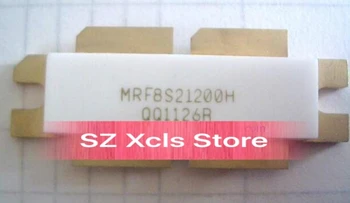 MRF8S21200H
QQ1126R
SZ Xcls Store